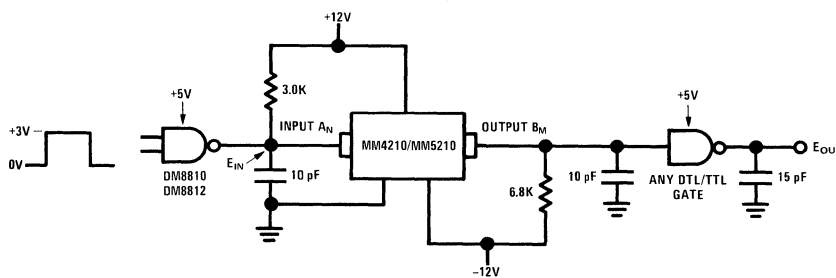 +12V
+5V
3.0K
+3V
0V
INPUT A_N
MM4210/MM5210
OUTPUT B_M
+5V
E_IN
DM8810
DM8812
10 pF
6.8K
10 pF
ANY DTL/TTL
GATE
15 pF
E_OU
-12V